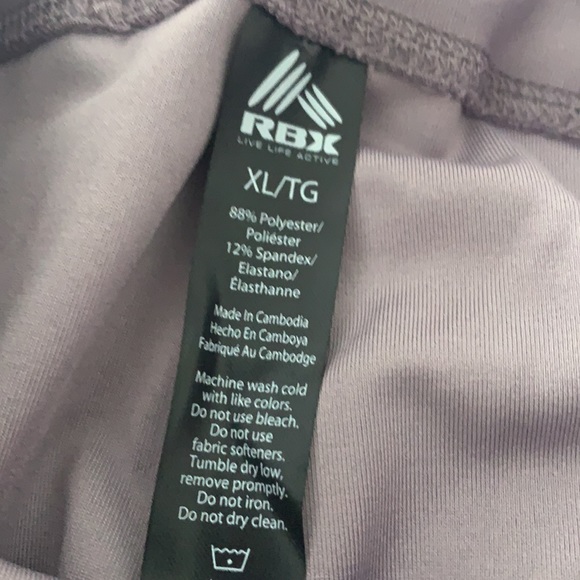 RBX
LIVE LIFE ACTIVE
XL/TG
88% Polyester/
Poliéster
12% Spandex/
Elastano/
Élasthanne
Made In Cambodia
Hecho En Camboya
Fabriqué Au Cambodge
Machine wash cold
with like colors.
Do not use bleach.
Do not use
fabric softeners.
Tumble dry low,
remove promptly.
Do not iron.
Do not dry clean.